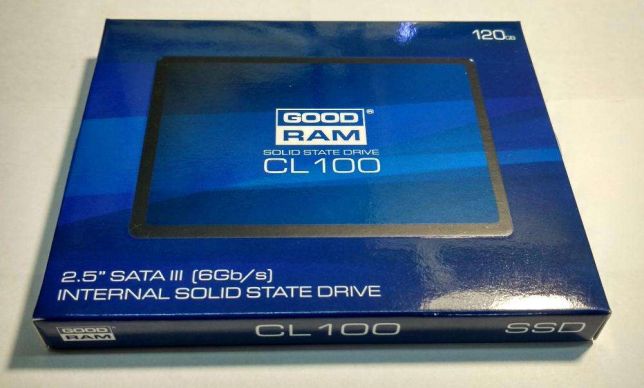 120GB
GOOD®
RAM
SOLID STATE DRIVE
CL100
2.5" SATA III (6Gb/s)
INTERNAL SOLID STATE DRIVE
GOOD
RAM
CL100
SSD